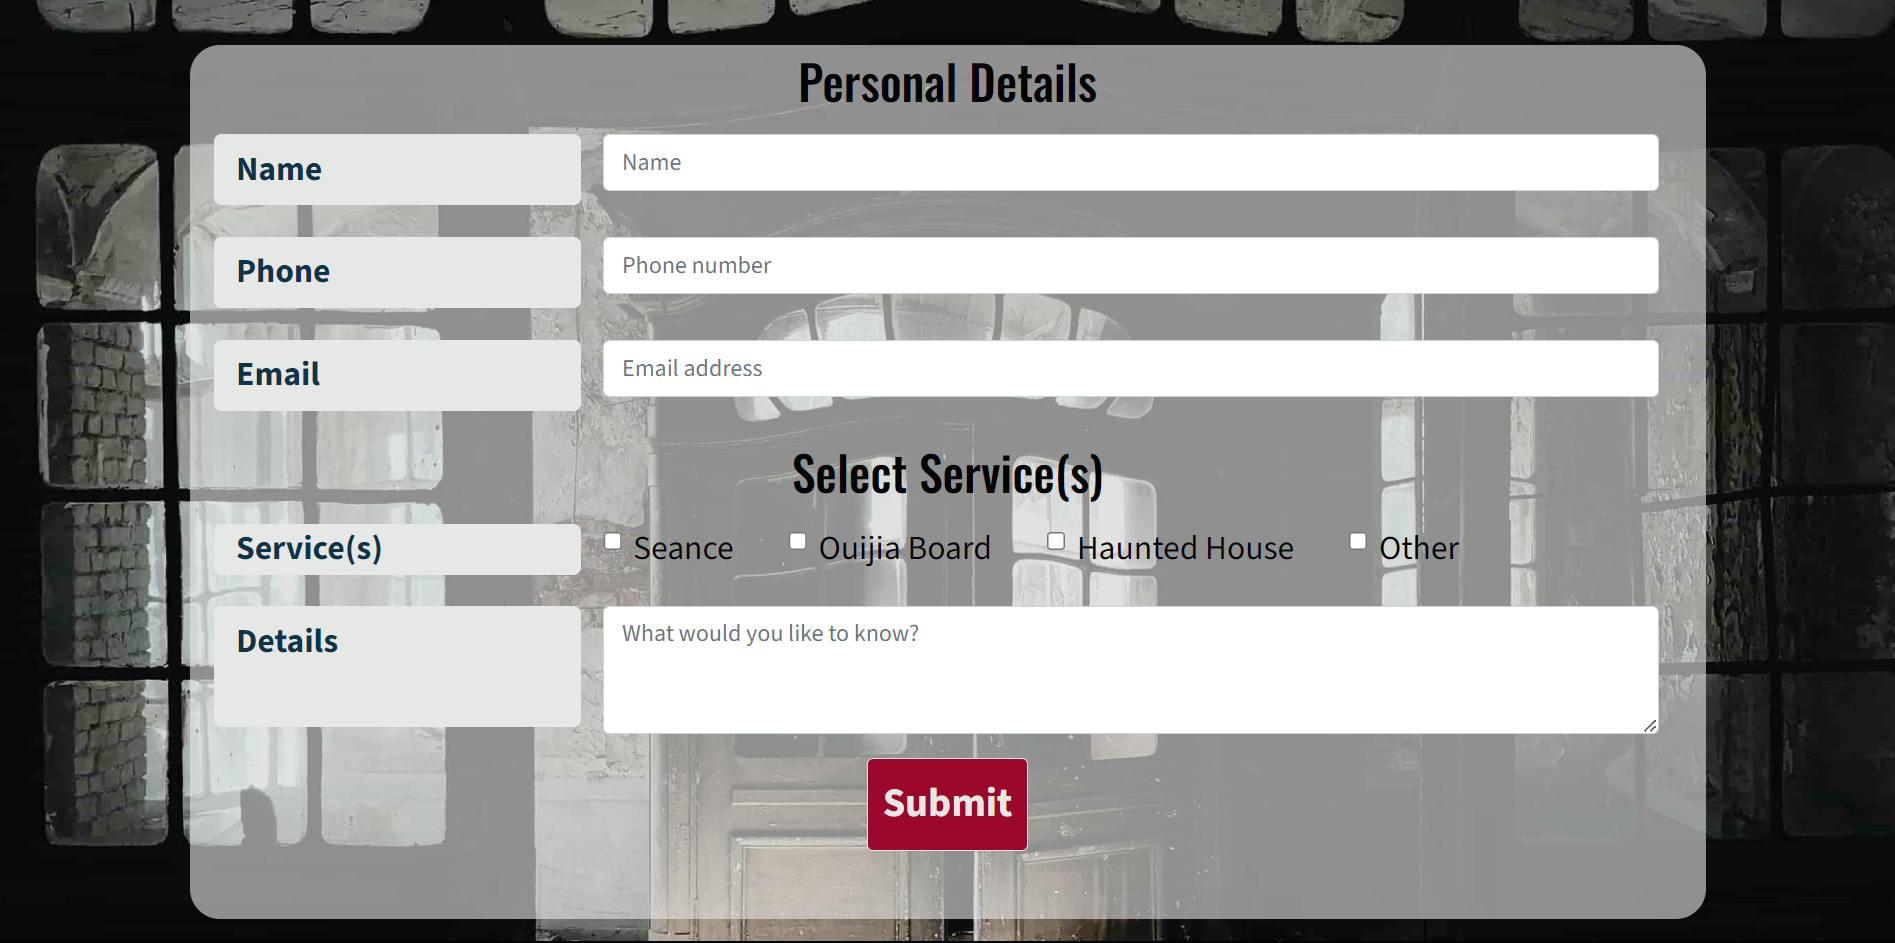 Personal Details
Name
Name
Phone
Phone number
Email
Email address
Select Service(s)
Service(s) Seance Ouijia Board Haunted House Other
Details
What would you like to know?
Submit